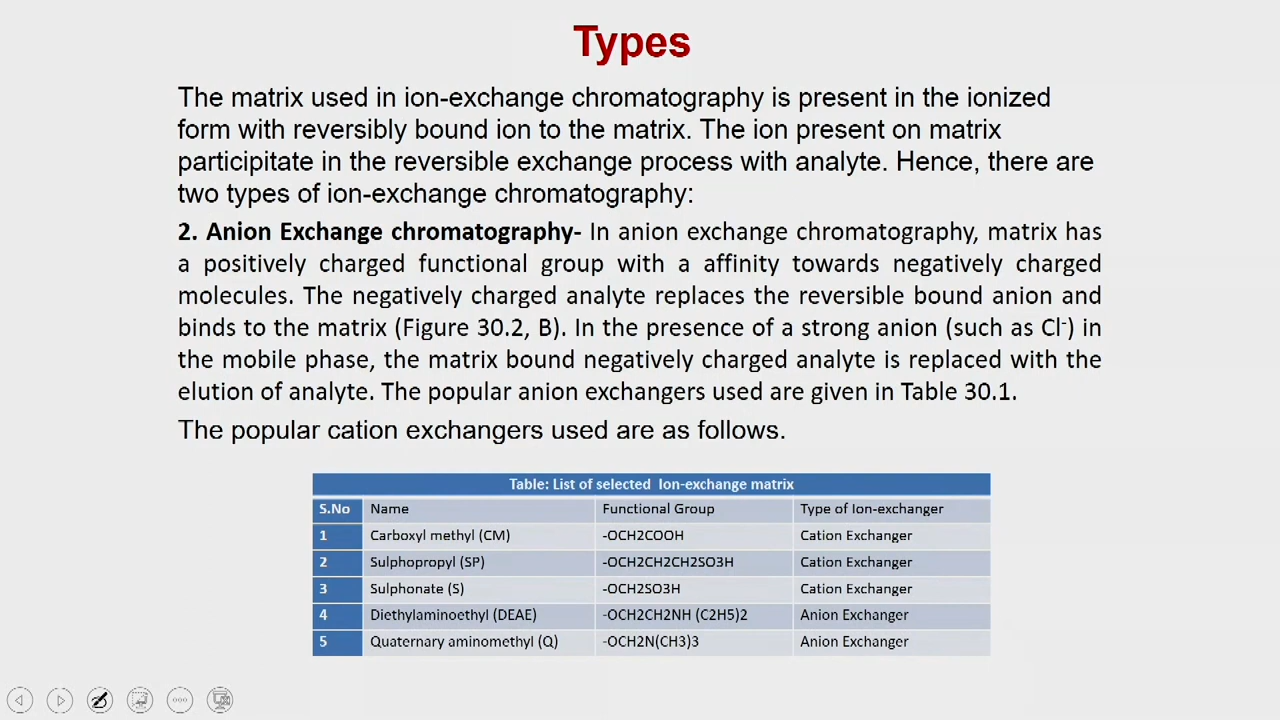 Types
The matrix used in ion-exchange chromatography is present in the ionized
form with reversibly bound ion to the matrix. The ion present on matrix
participitate in the reversible exchange process with analyte. Hence, there are
two types of ion-exchange chromatography:
2. Anion Exchange chromatography- In anion exchange chromatography, matrix has
a positively charged functional group with a affinity towards negatively charged
molecules. The negatively charged analyte replaces the reversible bound anion and
binds to the matrix (Figure 30.2, B). In the presence of a strong anion (such as Cl⁻) in
the mobile phase, the matrix bound negatively charged analyte is replaced with the
elution of analyte. The popular anion exchangers used are given in Table 30.1.
The popular cation exchangers used are as follows.
Table: List of selected Ion-exchange matrix
S.No Name Functional Group Type of Ion-exchanger
1 Carboxyl methyl (CM) -OCH2COOH Cation Exchanger
2 Sulphopropyl (SP) -OCH2CH2CH2SO3H Cation Exchanger
3 Sulphonate (S) -OCH2SO3H Cation Exchanger
4 Diethylaminoethyl (DEAE) -OCH2CH2NH (C2H5)2 Anion Exchanger
5 Quaternary aminomethyl (Q) -OCH2N(CH3)3 Anion Exchanger